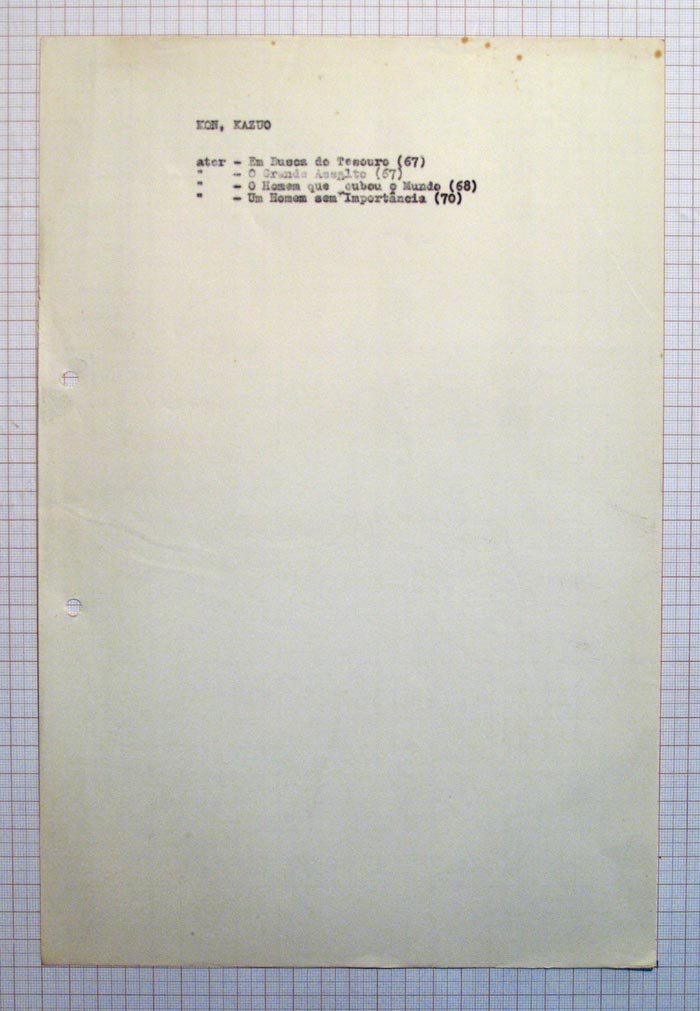 KON, KAZUO
ator - Em Busca do Tesouro (67)
" - O Grande Assalto (67)
" - O Homem que oubou o Mundo (68)
" - Um Homem sem Importância (70)